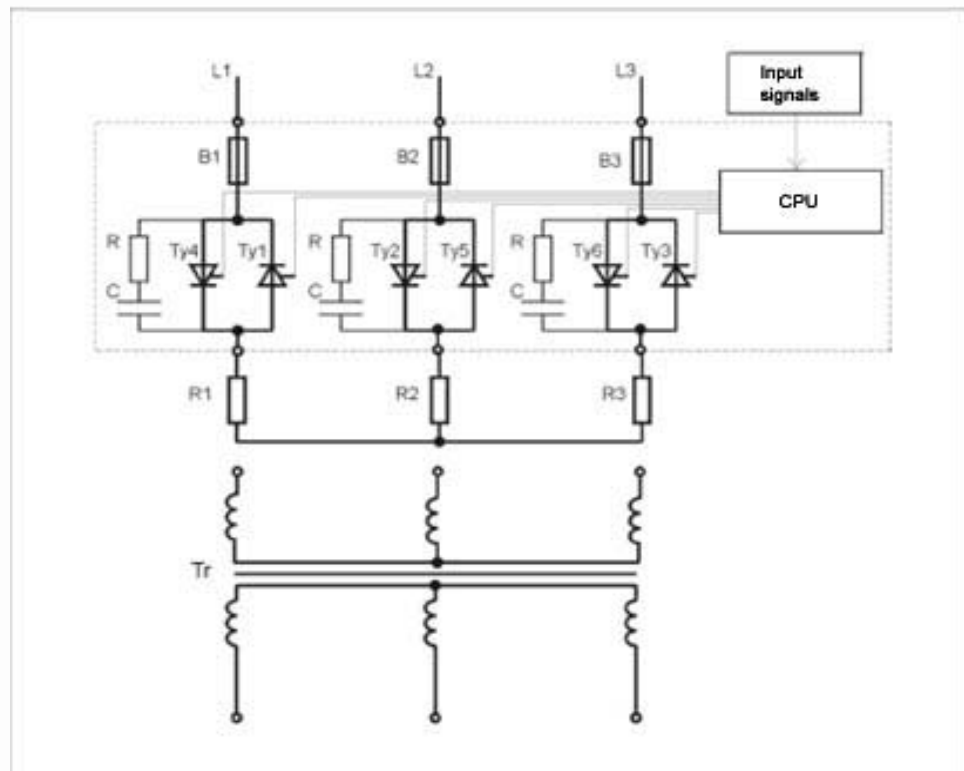 L1 L2 L3
Input
signals
B1 B2 B3
CPU
R Ty4 Ty1 R Ty2 Ty5 R Ty6 Ty3
C C C
R1 R2 R3
Tr